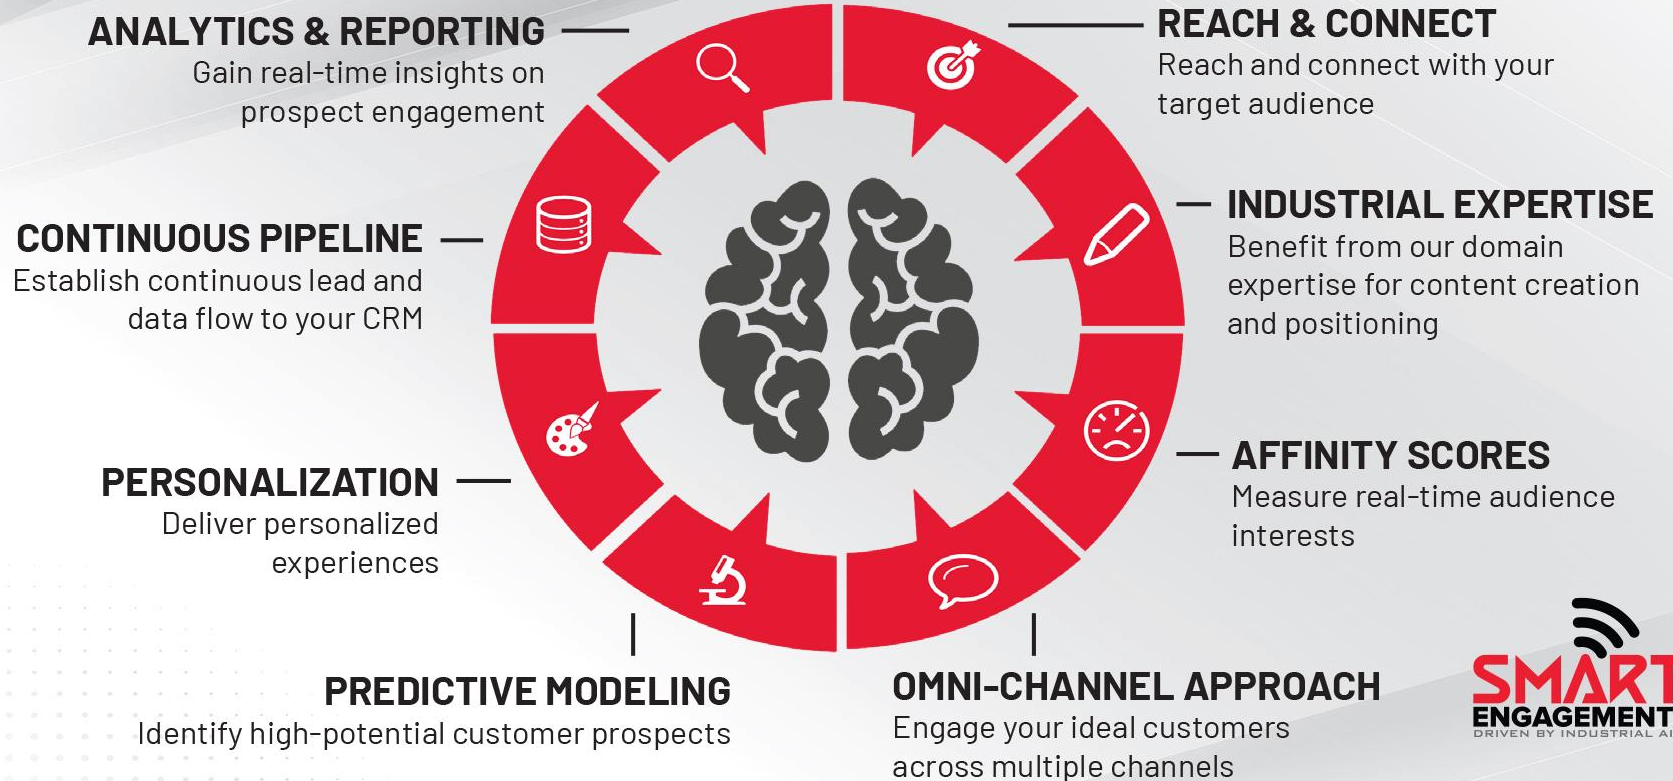 ANALYTICS & REPORTING
Gain real-time insights on
prospect engagement
REACH & CONNECT
Reach and connect with your
target audience
CONTINUOUS PIPELINE
Establish continuous lead and
data flow to your CRM
INDUSTRIAL EXPERTISE
Benefit from our domain
expertise for content creation
and positioning
PERSONALIZATION
Deliver personalized
experiences
AFFINITY SCORES
Measure real-time audience
interests
PREDICTIVE MODELING
Identify high-potential customer prospects
OMNI-CHANNEL APPROACH
Engage your ideal customers
across multiple channels
SMART
ENGAGEMENT
DRIVEN BY INDUSTRIAL AI